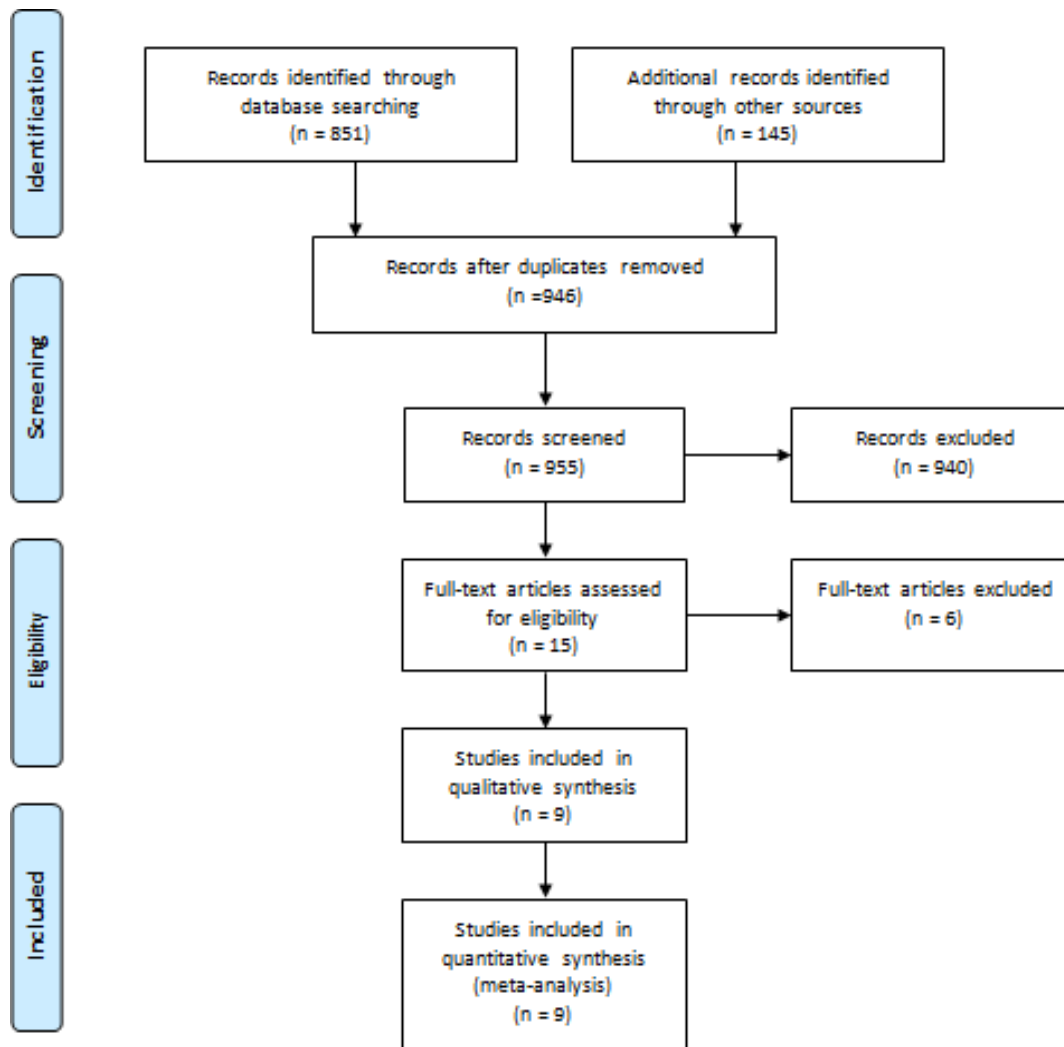 Identification
Records identified through
database searching
(n = 851)
Additional records identified
through other sources
(n = 145)
Records after duplicates removed
(n =946)
Screening
Records screened
(n = 955)
Records excluded
(n = 940)
Eligibility
Full-text articles assessed
for eligibility
(n = 15)
Full-text articles excluded
(n = 6)
Studies included in
qualitative synthesis
(n = 9)
Included
Studies included in
quantitative synthesis
(meta-analysis)
(n = 9)